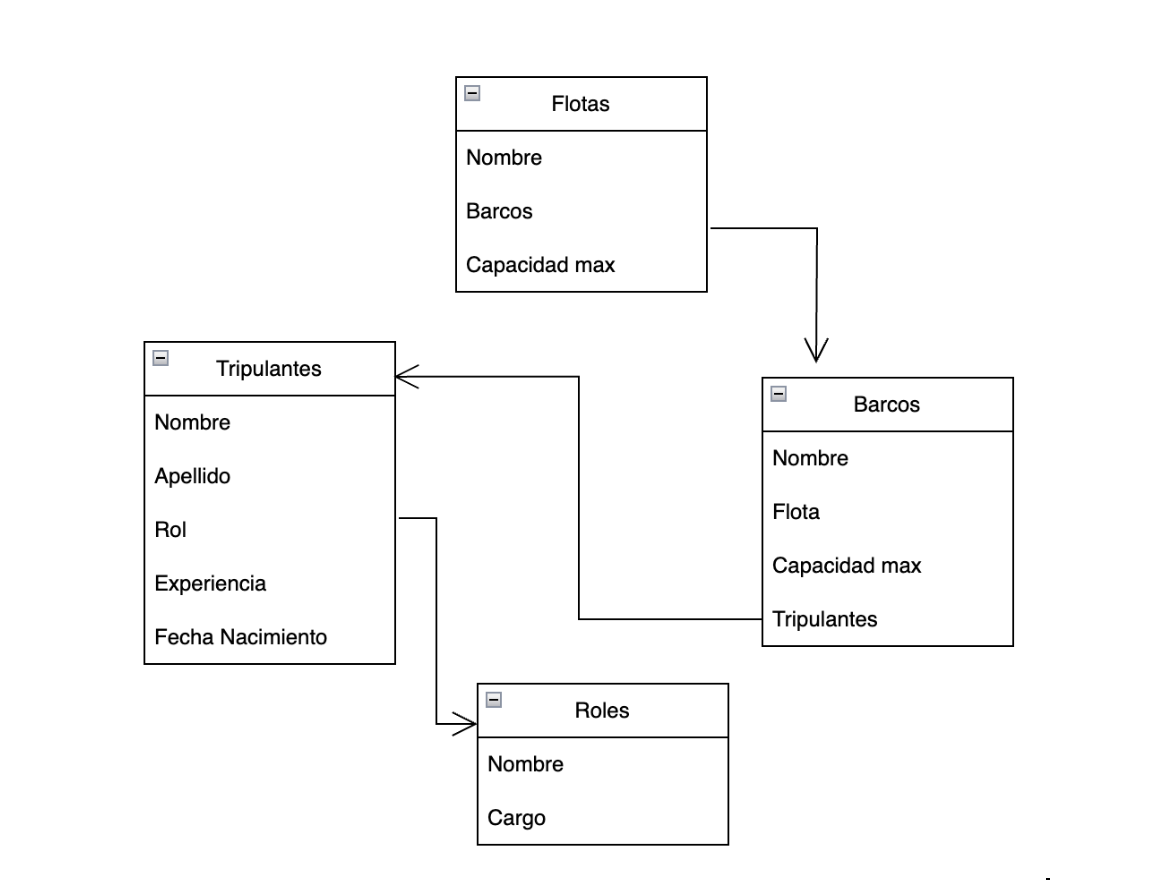 Flotas
Nombre
Barcos
Capacidad max
Tripulantes
Nombre
Apellido
Rol
Experiencia
Fecha Nacimiento
Barcos
Nombre
Flota
Capacidad max
Tripulantes
Roles
Nombre
Cargo